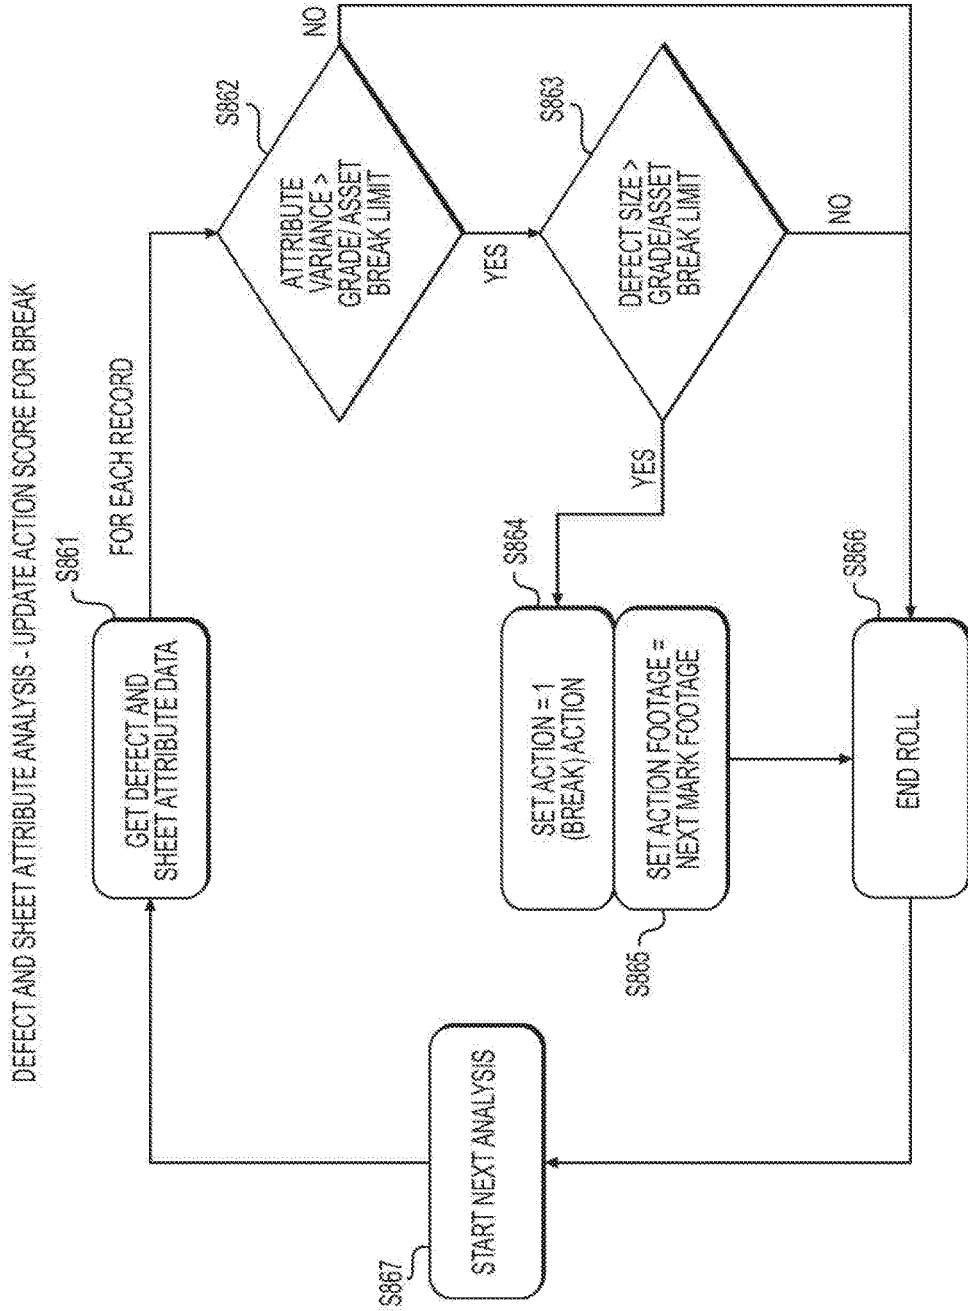 DEFECT AND SHEET ATTRIBUTE ANALYSIS - UPDATE ACTION SCORE FOR BREAK
S861
GET DEFECT AND
SHEET ATTRIBUTE DATA
FOR EACH RECORD
S862
ATTRIBUTE
VARIANCE >
GRADE/ ASSET
BREAK LIMIT
NO
YES
S863
DEFECT SIZE >
GRADE/ASSET
BREAK LIMIT
NO
YES
S864
SET ACTION = 1
(BREAK) ACTION
SET ACTION FOOTAGE =
NEXT MARK FOOTAGE
S865
S866
END ROLL
START NEXT ANALYSIS
S867